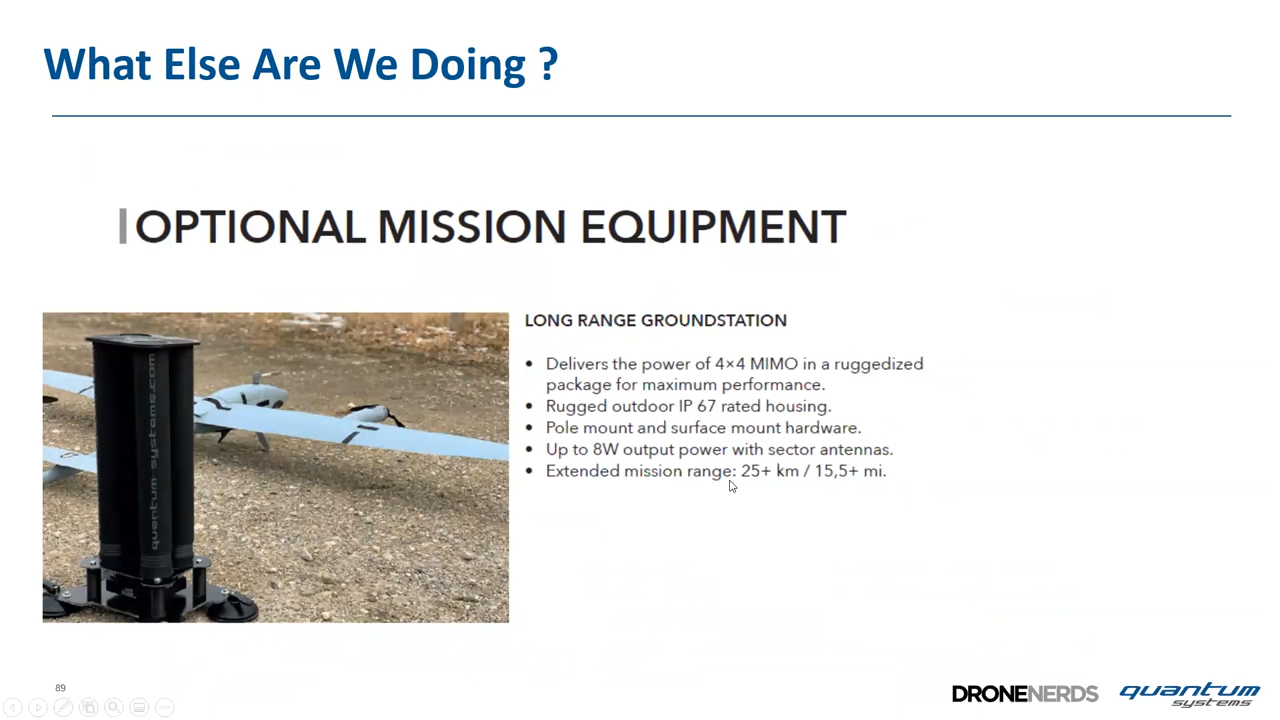 What Else Are We Doing ?
OPTIONAL MISSION EQUIPMENT
LONG RANGE GROUNDSTATION
• Delivers the power of 4×4 MIMO in a ruggedized
package for maximum performance.
• Rugged outdoor IP 67 rated housing.
• Pole mount and surface mount hardware.
• Up to 8W output power with sector antennas.
• Extended mission range: 25+ km / 15,5+ mi.
quantum-systems.com
89
DRONENERDS
quantum
systems